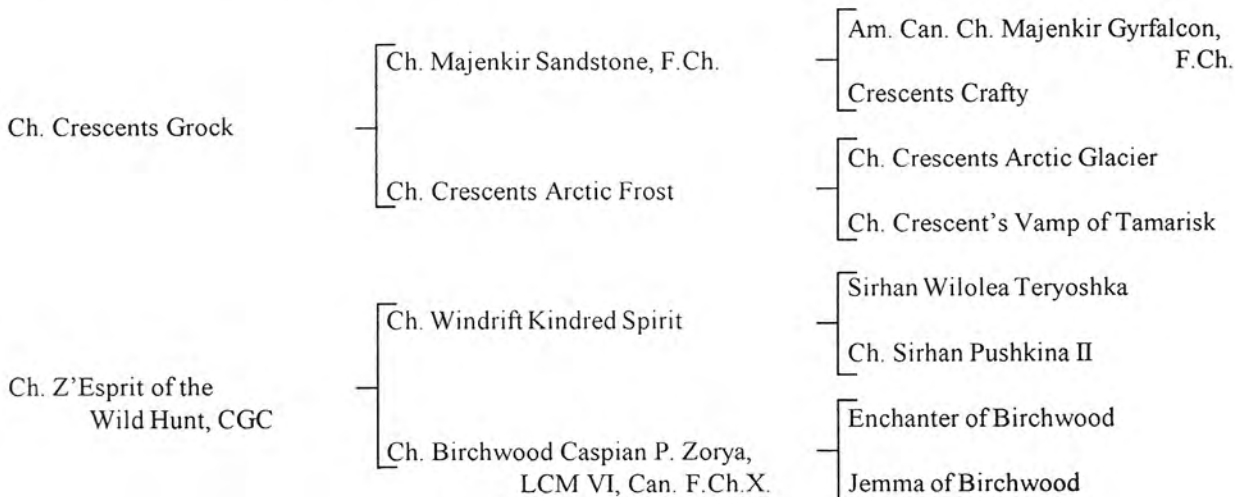 Am. Can. Ch. Majenkir Gyrfalcon,
F.Ch.
Ch. Majenkir Sandstone, F.Ch.
Crescents Crafty
Ch. Crescents Grock
Ch. Crescents Arctic Glacier
Ch. Crescents Arctic Frost
Ch. Crescent's Vamp of Tamarisk
Sirhan Wilolea Teryoshka
Ch. Windrift Kindred Spirit
Ch. Sirhan Pushkina II
Ch. Z'Esprit of the
Wild Hunt, CGC
Enchanter of Birchwood
Ch. Birchwood Caspian P. Zorya,
LCM VI, Can. F.Ch.X.
Jemma of Birchwood